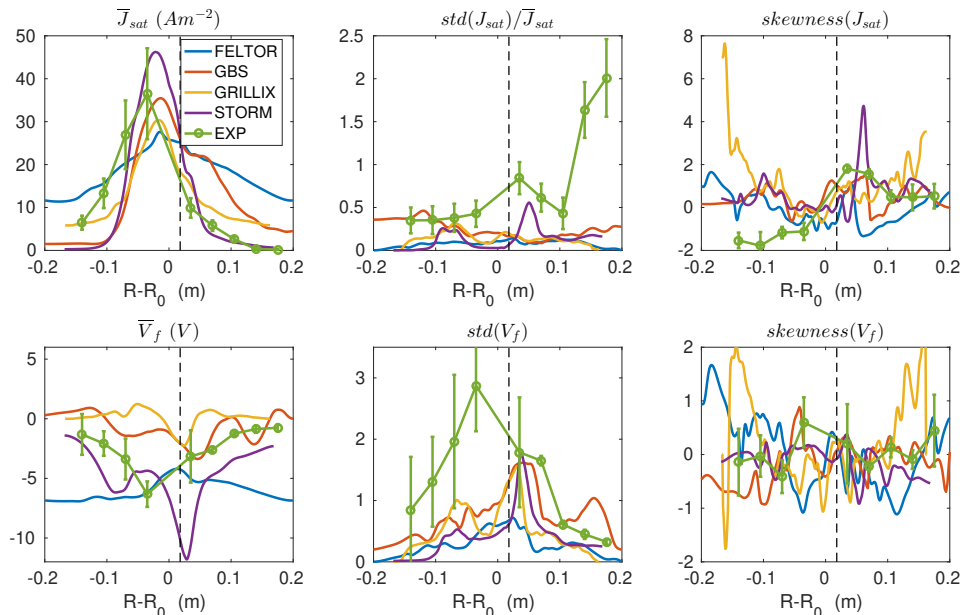 J̅sat (Am−2)
50
40
30
20
10
0
-0.2 -0.1 0 0.1 0.2
R-R0 (m)
FELTOR
GBS
GRILLIX
STORM
EXP
std(Jsat)/J̅sat
2.5
2
1.5
1
0.5
0
-0.2 -0.1 0 0.1 0.2
R-R0 (m)
skewness(Jsat)
8
6
4
2
0
-2
-0.2 -0.1 0 0.1 0.2
R-R0 (m)
V̅f (V)
5
0
-5
-10
-0.2 -0.1 0 0.1 0.2
R-R0 (m)
std(Vf)
3
2
1
0
-0.2 -0.1 0 0.1 0.2
R-R0 (m)
skewness(Vf)
2
1
0
-1
-2
-0.2 -0.1 0 0.1 0.2
R-R0 (m)